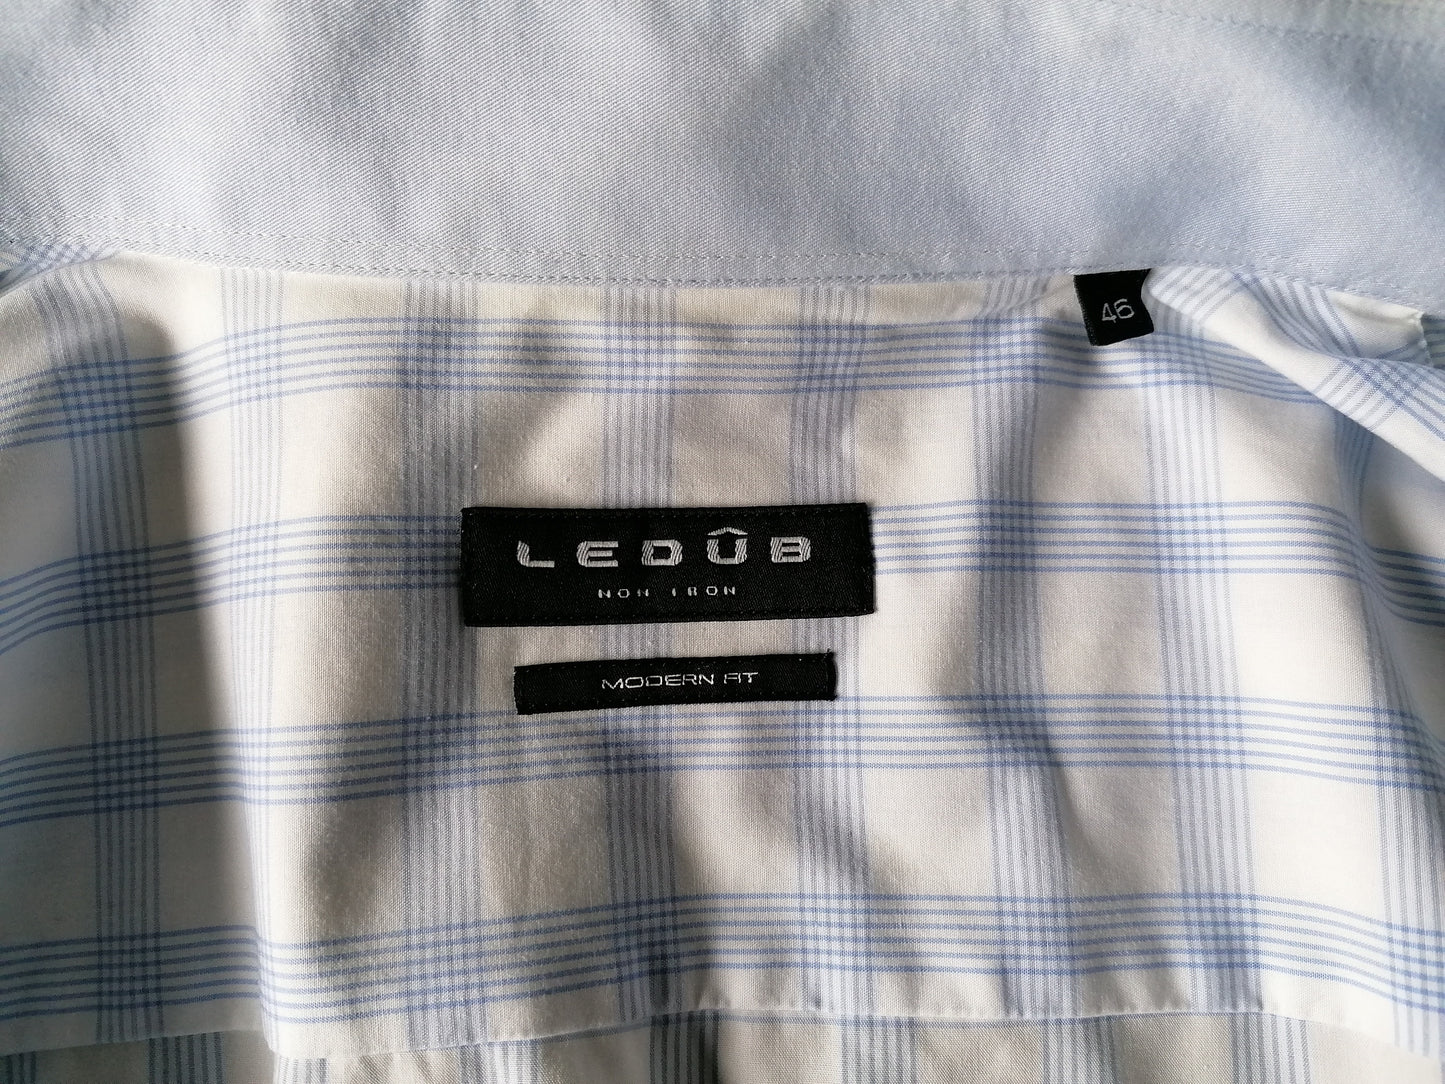 46
LEDÛB
NON IRON
MODERN FIT